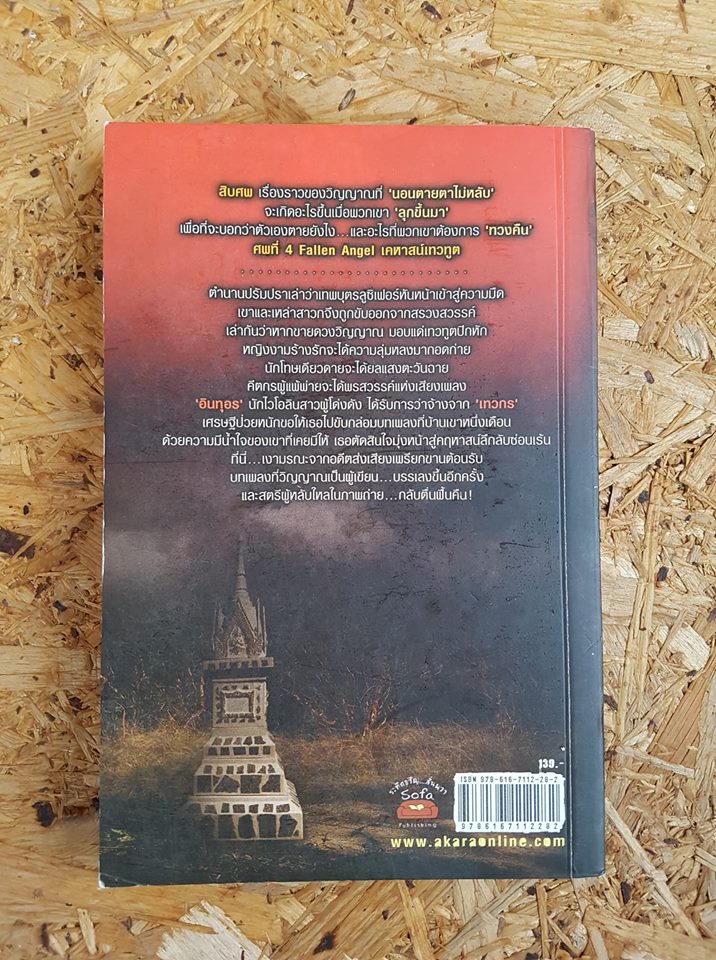 สิบศพ เรื่องราวของวิญญาณที่ 'นอนตายตาไม่หลับ'
จะเกิดอะไรขึ้นเมื่อพวกเขา 'ลุกขึ้นมา'
เพื่อที่จะบอกว่าตัวเองตายยังไง...และอะไรที่พวกเขาต้องการ 'ทวงคืน'
ศพที่ 4 Fallen Angel เคหาสน์เทวทูต
ตำนานปรัมปราเล่าว่าเทพบุตรลูซิเฟอร์หันหน้าเข้าสู่ความมืด
เขาและเหล่าสาวกจึงถูกขับออกจากสรวงสวรรค์
เล่ากันว่าหากขายดวงวิญญาณ มอบแด่เทวทูตปีกหัก
หญิงงามร้างรักจะได้ความลุ่มหลงมากอดก่าย
นักโทษเดียวดายจะได้ยลแสงตะวันฉาย
คีตกรผู้แพ้พ่ายจะได้พรสวรรค์แห่งเสียงเพลง
'อินทุอร' นักไวโอลินสาวผู้โด่งดัง ได้รับการว่าจ้างจาก 'เทวกร'
เศรษฐีป่วยหนักขอให้เธอไปขับกล่อมบทเพลงที่บ้านเขาหนึ่งเดือน
ด้วยความมีน้ำใจของเขาที่เคยมีให้ เธอตัดสินใจมุ่งหน้าสู่คฤหาสน์ลึกลับซ่อนเร้น
ที่นี่...เงามรณะจากอดีตส่งเสียงเพรียกขานต้อนรับ
บทเพลงที่วิญญาณเป็นผู้เขียน...บรรเลงขึ้นอีกครั้ง
และสตรีผู้หลับใหลในภาพถ่าย...กลับตื่นฟื้นคืน!
139.-
ISBN 978-616-7112-28-2
9786167112282
Sofa
Publishing
www.akaraonline.com